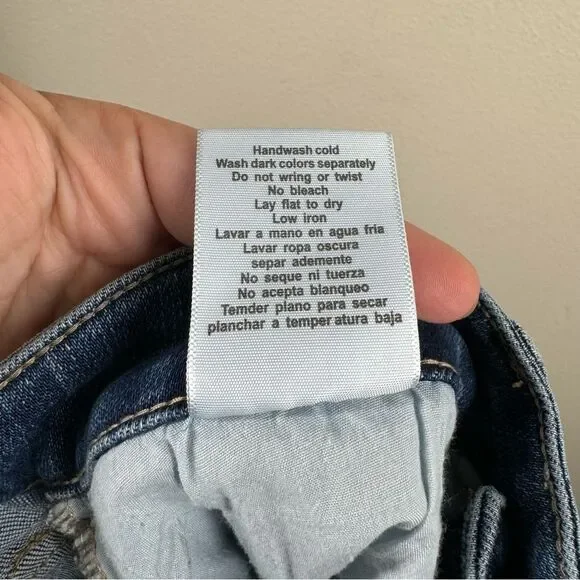 Handwash cold
Wash dark colors separately
Do not wring or twist
No bleach
Lay flat to dry
Low iron
Lavar a mano en agua fria
Lavar ropa oscura
separ ademente
No seque ni tuerza
No acepta blanqueo
Temder plano para secar
planchar a temper atura baja